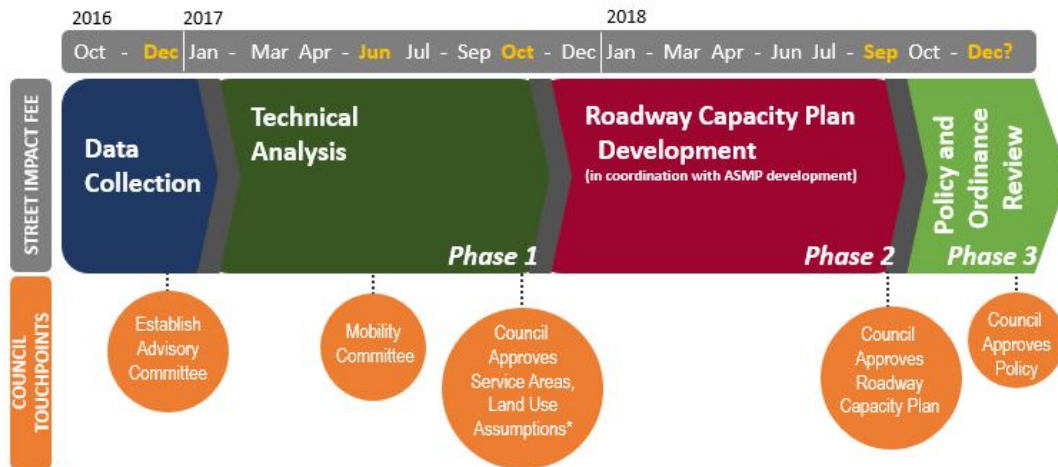 2016 2017 2018
Oct - Dec Jan - Mar Apr - Jun Jul - Sep Oct - Dec Jan - Mar Apr - Jun Jul - Sep Oct - Dec?
STREET IMPACT FEE
Data
Collection
Technical
Analysis
Phase 1
Roadway Capacity Plan
Development
(in coordination with ASMP development)
Phase 2
Policy and
Ordinance
Review
Phase 3
COUNCIL
TOUCHPOINTS
Establish
Advisory
Committee
Mobility
Committee
Council
Approves
Service Areas,
Land Use
Assumptions*
Council
Approves
Roadway
Capacity Plan
Council
Approves
Policy